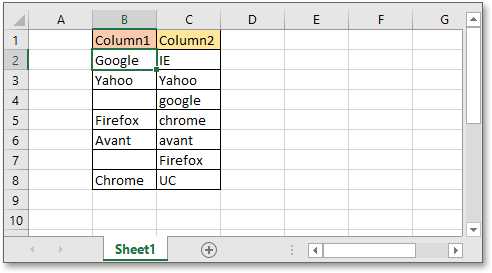 A B C D E F G
1 Column1 Column2
2 Google IE
3 Yahoo Yahoo
4 google
5 Firefox chrome
6 Avant avant
7 Firefox
8 Chrome UC
9
10
Sheet1